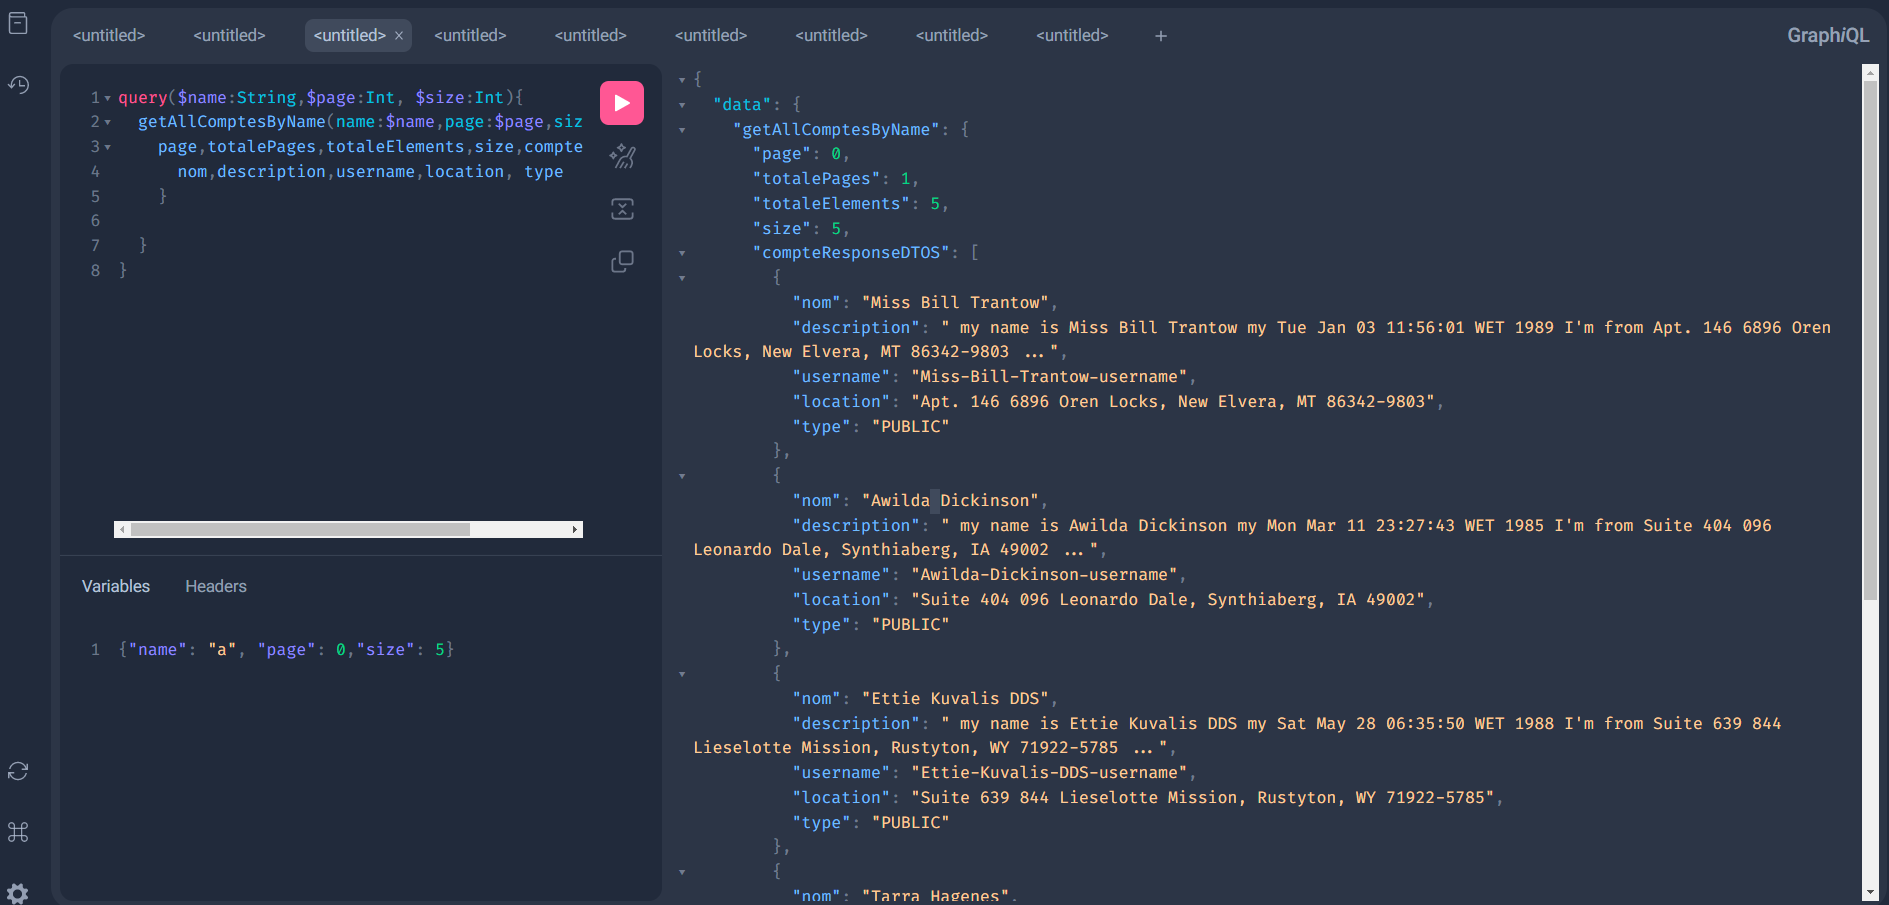 <untitled> <untitled> <untitled> × <untitled> <untitled> <untitled> <untitled> <untitled> <untitled> + GraphiQL
1 query($name:String,$page:Int, $size:Int){
2 getAllComptesByName(name:$name,page:$page,siz
3 page,totalePages,totaleElements,size,compte
4 nom,description,username,location, type
5 }
6
7 }
8 }
Variables Headers
1 {"name": "a", "page": 0,"size": 5}
{
"data": {
"getAllComptesByName": {
"page": 0,
"totalePages": 1,
"totaleElements": 5,
"size": 5,
"compteResponseDTOS": [
{
"nom": "Miss Bill Trantow",
"description": " my name is Miss Bill Trantow my Tue Jan 03 11:56:01 WET 1989 I'm from Apt. 146 6896 Oren
Locks, New Elvera, MT 86342-9803 ...",
"username": "Miss-Bill-Trantow-username",
"location": "Apt. 146 6896 Oren Locks, New Elvera, MT 86342-9803",
"type": "PUBLIC"
},
{
"nom": "Awilda Dickinson",
"description": " my name is Awilda Dickinson my Mon Mar 11 23:27:43 WET 1985 I'm from Suite 404 096
Leonardo Dale, Synthiaberg, IA 49002 ...",
"username": "Awilda-Dickinson-username",
"location": "Suite 404 096 Leonardo Dale, Synthiaberg, IA 49002",
"type": "PUBLIC"
},
{
"nom": "Ettie Kuvalis DDS",
"description": " my name is Ettie Kuvalis DDS my Sat May 28 06:35:50 WET 1988 I'm from Suite 639 844
Lieselotte Mission, Rustyton, WY 71922-5785 ...",
"username": "Ettie-Kuvalis-DDS-username",
"location": "Suite 639 844 Lieselotte Mission, Rustyton, WY 71922-5785",
"type": "PUBLIC"
},
{
"nom": "Tarra Hagenes",